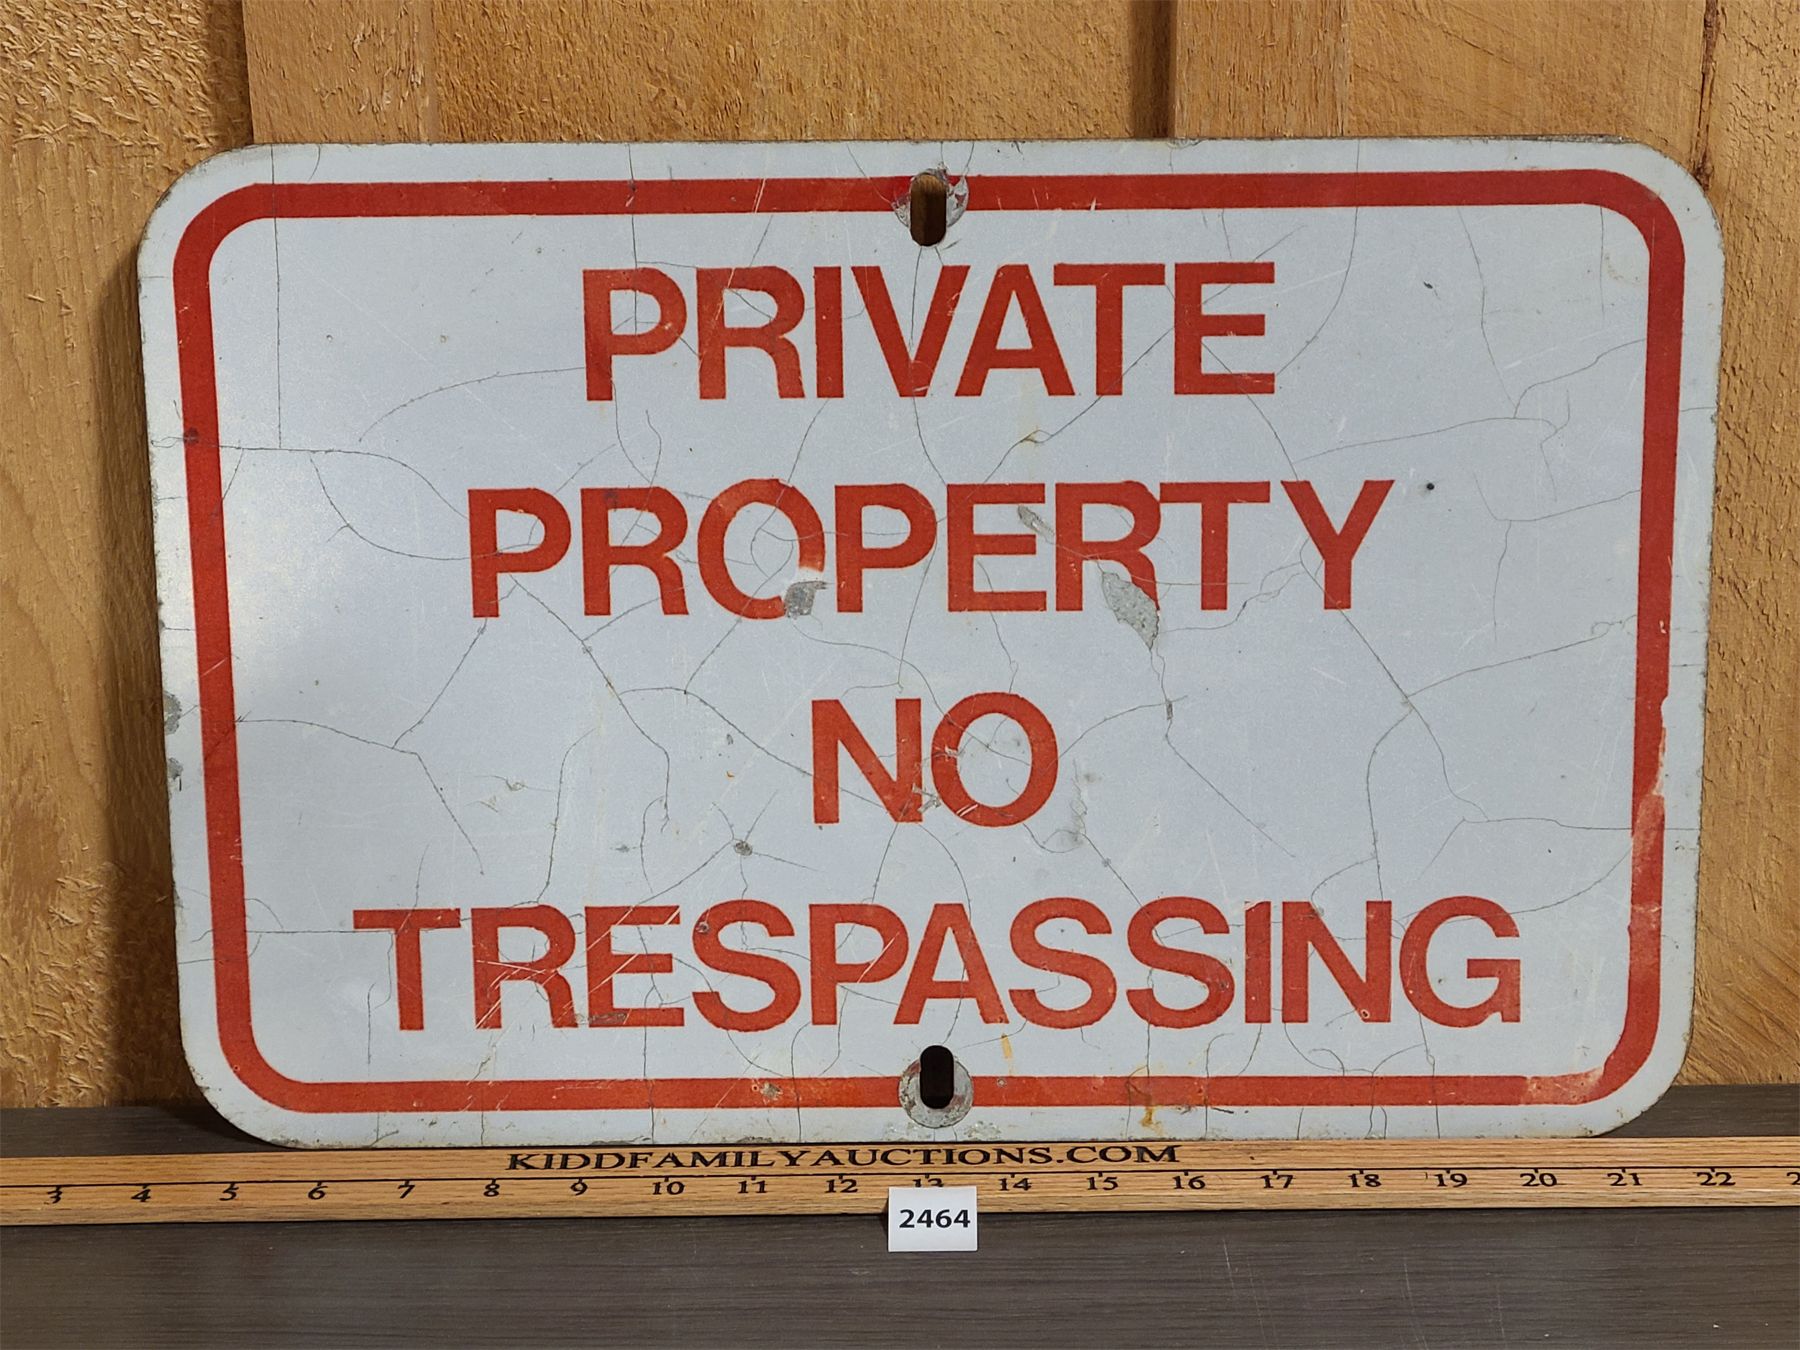 PRIVATE
PROPERTY
NO
TRESPASSING
KIDDFAMILYAUCTIONS.COM
3 4 5 6 7 8 9 10 11 12 13 14 15 16 17 18 19 20 21 22
2464